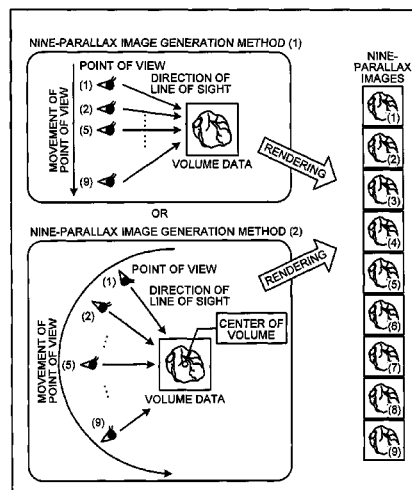 NINE-PARALLAX IMAGE GENERATION METHOD (1)
POINT OF VIEW
(1)
(2)
(5)
(9)
DIRECTION OF
LINE OF SIGHT
MOVEMENT OF
POINT OF VIEW
VOLUME DATA
RENDERING
OR
NINE-PARALLAX IMAGE GENERATION METHOD (2)
POINT OF VIEW
(1)
(2)
(5)
(9)
DIRECTION OF
LINE OF SIGHT
CENTER OF
VOLUME
MOVEMENT OF
POINT OF VIEW
VOLUME DATA
RENDERING
NINE-
PARALLAX
IMAGES
(1)
(2)
(3)
(4)
(5)
(6)
(7)
(8)
(9)